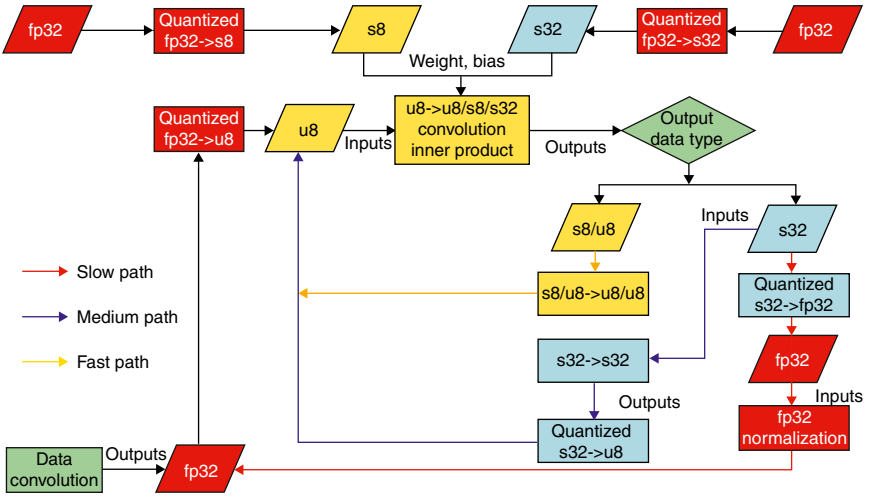 fp32
Quantized
fp32->s8
s8
s32
Quantized
fp32->s32
fp32
Weight, bias
Quantized
fp32->u8
u8
Inputs
u8->u8/s8/s32
convolution
inner product
Outputs
Output
data type
s8/u8
Inputs
s32
Slow path
Medium path
Fast path
s8/u8->u8/u8
Quantized
s32->fp32
s32->s32
fp32
Outputs
Inputs
Quantized
s32->u8
fp32
normalization
Data
convolution
Outputs
fp32